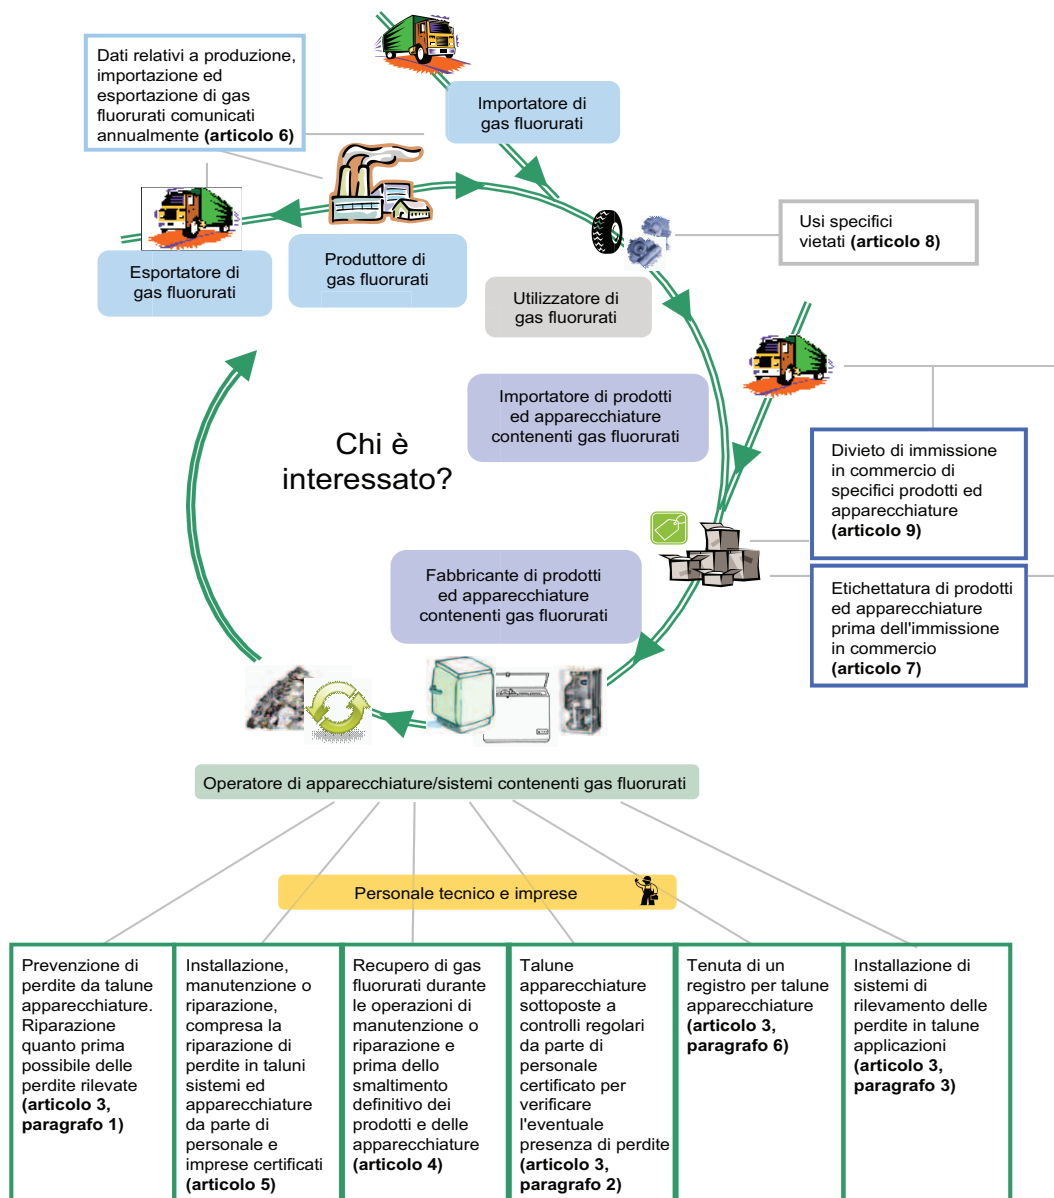 Dati relativi a produzione,
importazione ed
esportazione di gas
fluorurati comunicati
annualmente (articolo 6)
Importatore di
gas fluorurati
Esportatore di
gas fluorurati
Produttore di
gas fluorurati
Usi specifici
vietati (articolo 8)
Utilizzatore di
gas fluorurati
Importatore di prodotti
ed apparecchiature
contenenti gas fluorurati
Chi è
interessato?
Divieto di immissione
in commercio di
specifici prodotti ed
apparecchiature
(articolo 9)
Fabbricante di prodotti
ed apparecchiature
contenenti gas fluorurati
Etichettatura di prodotti
ed apparecchiature
prima dell'immissione
in commercio
(articolo 7)
Operatore di apparecchiature/sistemi contenenti gas fluorurati
Personale tecnico e imprese
Prevenzione di
perdite da talune
apparecchiature.
Riparazione
quanto prima
possibile delle
perdite rilevate
(articolo 3,
paragrafo 1)
Installazione,
manutenzione o
riparazione,
compresa la
riparazione di
perdite in taluni
sistemi ed
apparecchiature
da parte di
personale e
imprese certificati
(articolo 5)
Recupero di gas
fluorurati durante
le operazioni di
manutenzione o
riparazione e
prima dello
smaltimento
definitivo dei
prodotti e delle
apparecchiature
(articolo 4)
Talune
apparecchiature
sottoposte a
controlli regolari
da parte di
personale
certificato per
verificare
l'eventuale
presenza di perdite
(articolo 3,
paragrafo 2)
Tenuta di un
registro per talune
apparecchiature
(articolo 3,
paragrafo 6)
Installazione di
sistemi di
rilevamento delle
perdite in talune
applicazioni
(articolo 3,
paragrafo 3)